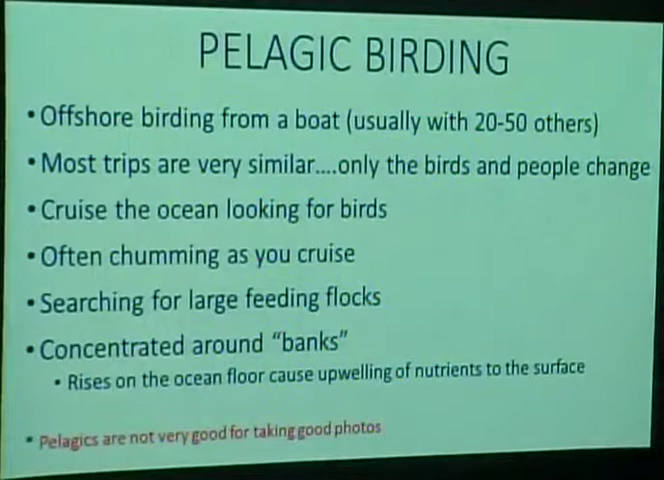 PELAGIC BIRDING
• Offshore birding from a boat (usually with 20-50 others)
• Most trips are very similar....only the birds and people change
• Cruise the ocean looking for birds
• Often chumming as you cruise
• Searching for large feeding flocks
• Concentrated around “banks”
• Rises on the ocean floor cause upwelling of nutrients to the surface
• Pelagics are not very good for taking good photos